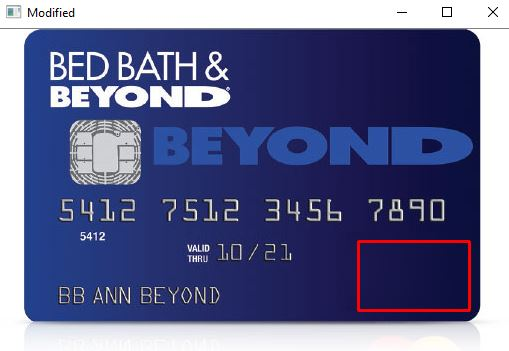 Modified
BED BATH &
BEYOND®
BEYOND
5412 7512 3456 7890
5412
VALID THRU 10/21
BB ANN BEYOND